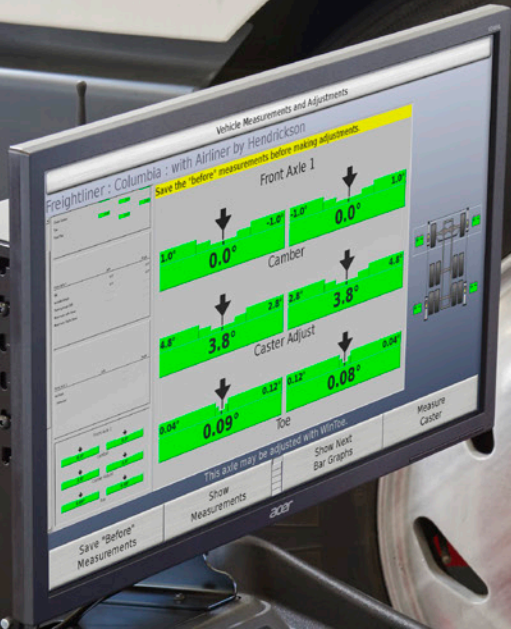 Vehicle Measurements and Adjustments
Freightliner : Columbia : with Airliner by Hendrickson
Save the "before" measurements before making adjustments.
Front Axle 1
1.0° 0.0° -1.0° -1.0° 0.0° 1.0°
Camber
4.8° 3.8° 2.8° 2.8° 3.8° 4.8°
Caster Adjust
0.04° 0.09° 0.12° 0.12° 0.08° 0.04°
Toe
This axle may be adjusted with WinToe.
Save "Before"
Measurements
Show
Measurements
Show Next
Bar Graphs
Measure
Caster
acer